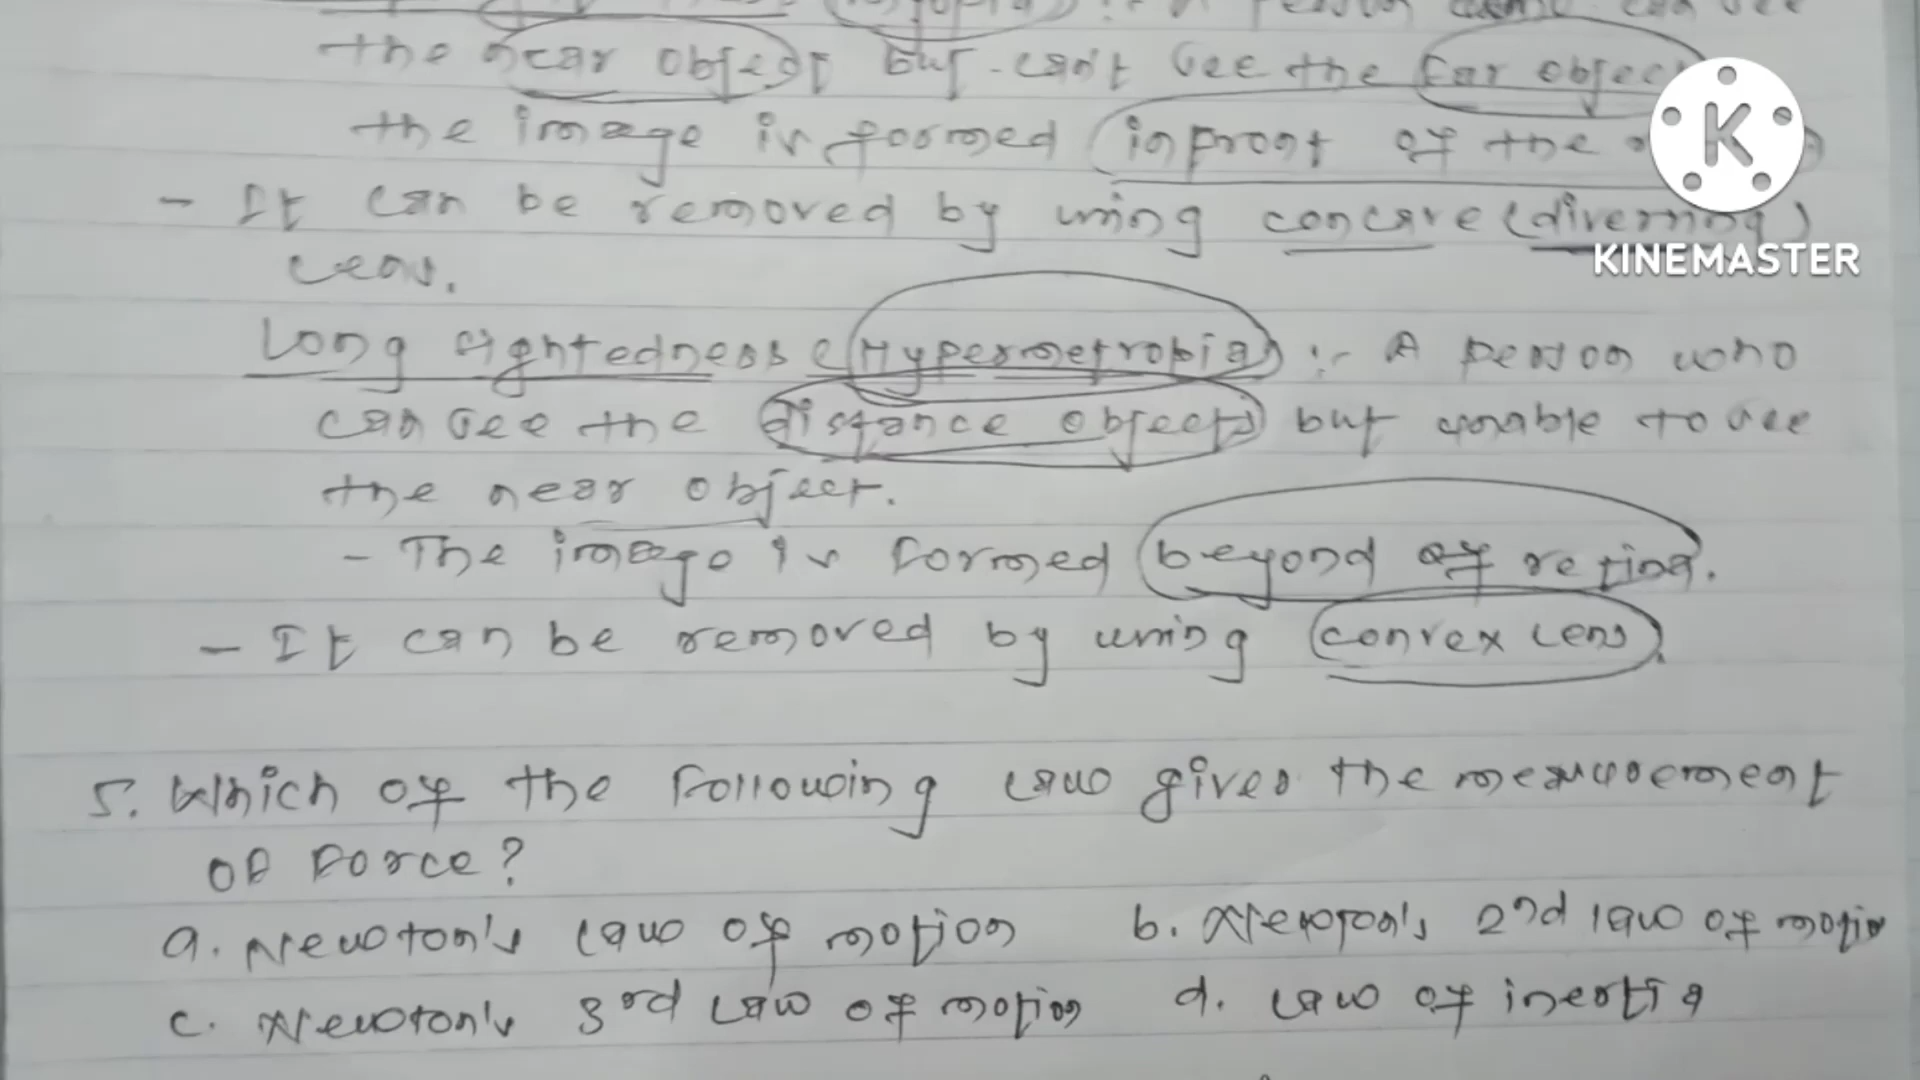 the near object but can't see the far objec
the image is formed (in front of the
- It can be removed by using concave (diverning)
lens.
KINEMASTER
Long sightedness (Hypermetropia) :- A person who
can see the distance objects but unable to see
the near object.
- The image is formed beyond of retina.
- It can be removed by using convex lens.
5. Which of the following law gives the measurement
of Force?
a. Newton's law of motion b. Newton's 2nd law of motion
c. Newton's 3rd law of motion d. law of inertia